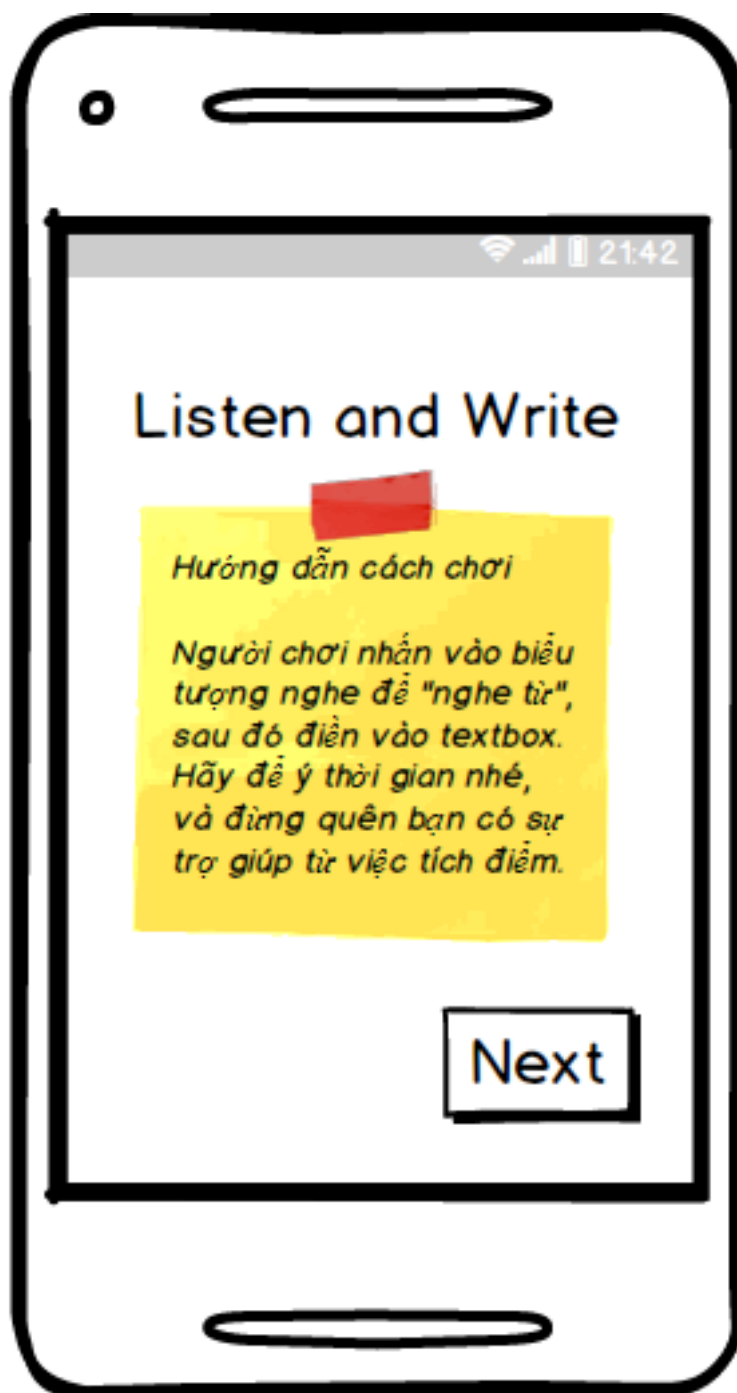 21:42
Listen and Write
Hướng dẫn cách chơi
Người chơi nhấn vào biểu
tượng nghe để "nghe từ",
sau đó điền vào textbox.
Hãy để ý thời gian nhé,
và đừng quên bạn có sự
trợ giúp từ việc tích điểm.
Next